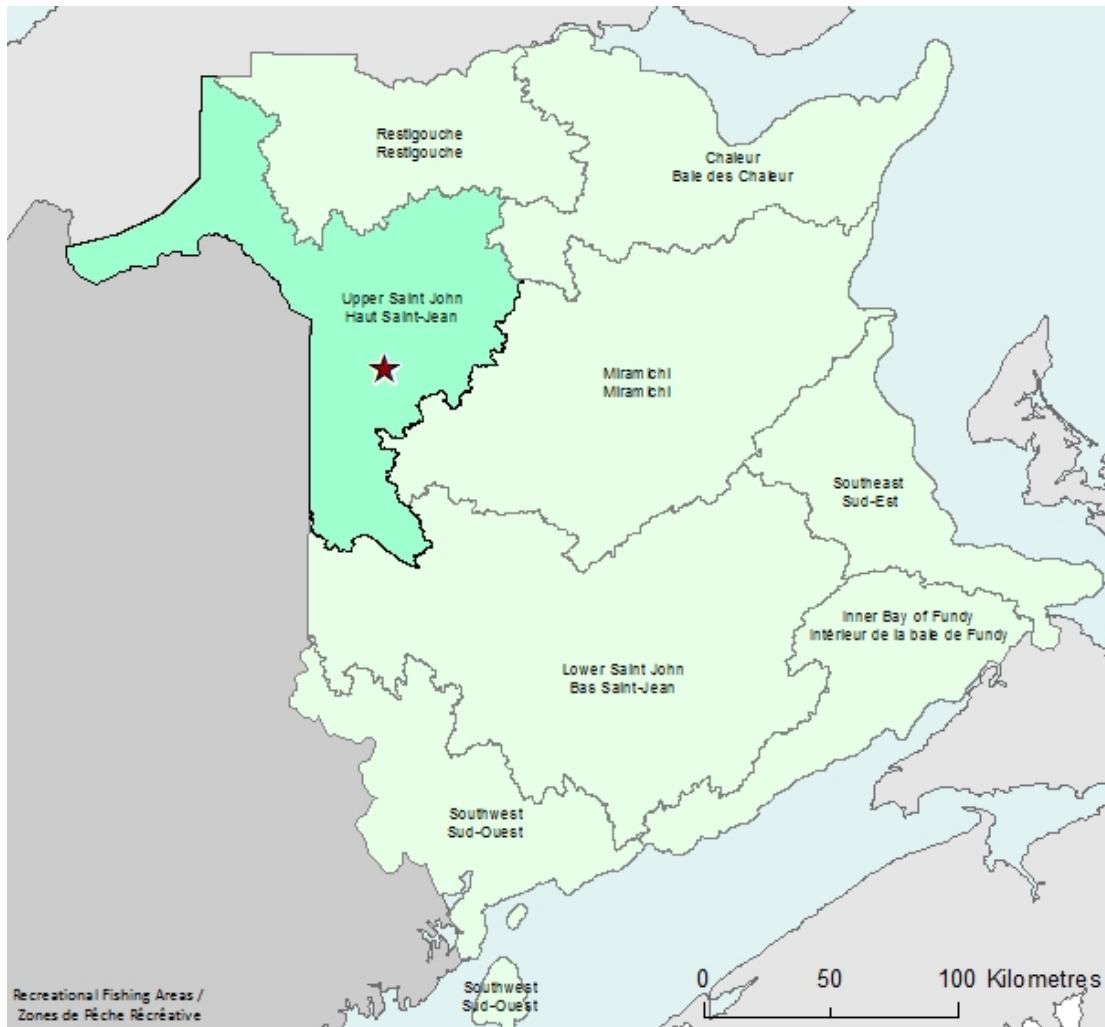 Restigouche
Restigouche
Chaleur
Baie des Chaleur
Upper Saint John
Haut Saint-Jean
Miramichi
Miramichi
Southeast
Sud-Est
Inner Bay of Fundy
Intérieur de la baie de Fundy
Lower Saint John
Bas Saint-Jean
Southwest
Sud-Ouest
Southwest
Sud-Ouest
0 50 100 Kilometres
Recreational Fishing Areas /
Zones de Pêche Récréative